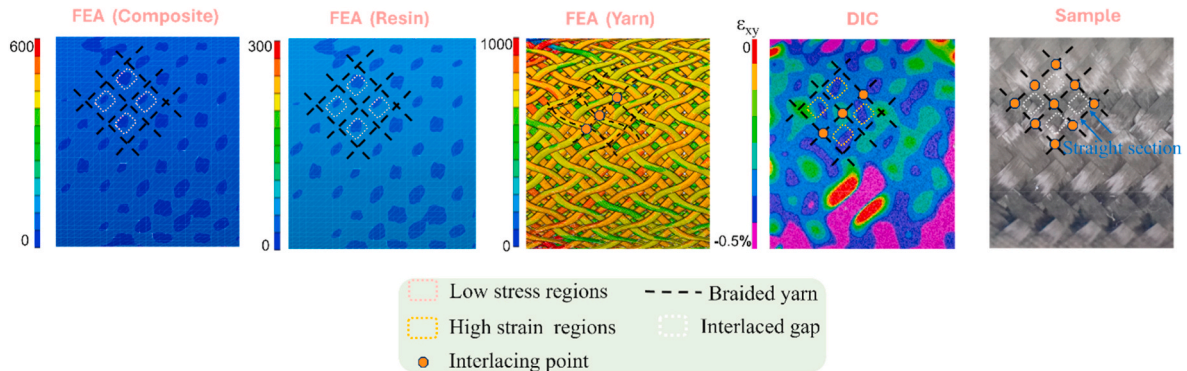 FEA (Composite)
FEA (Resin)
FEA (Yarn)
DIC
Sample
600
0
300
0
1000
0
εxy
0
-0.5%
Straight section
Low stress regions
Braided yarn
High strain regions
Interlaced gap
Interlacing point